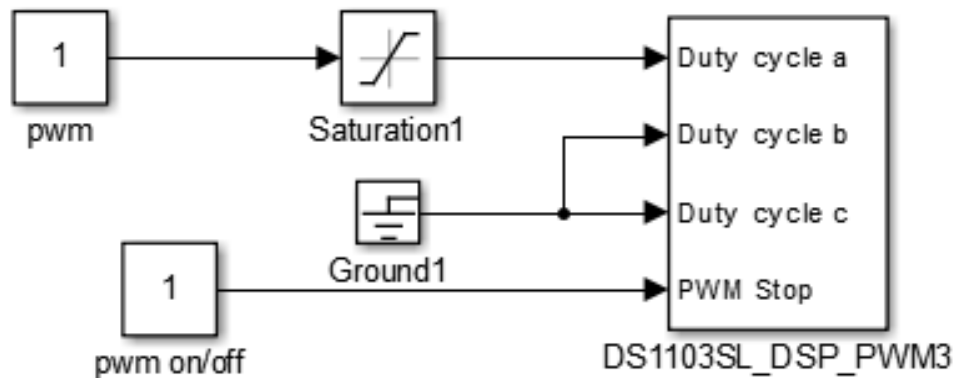 1
pwm
Saturation1
Duty cycle a
Duty cycle b
Duty cycle c
PWM Stop
Ground1
1
pwm on/off
DS1103SL_DSP_PWM3